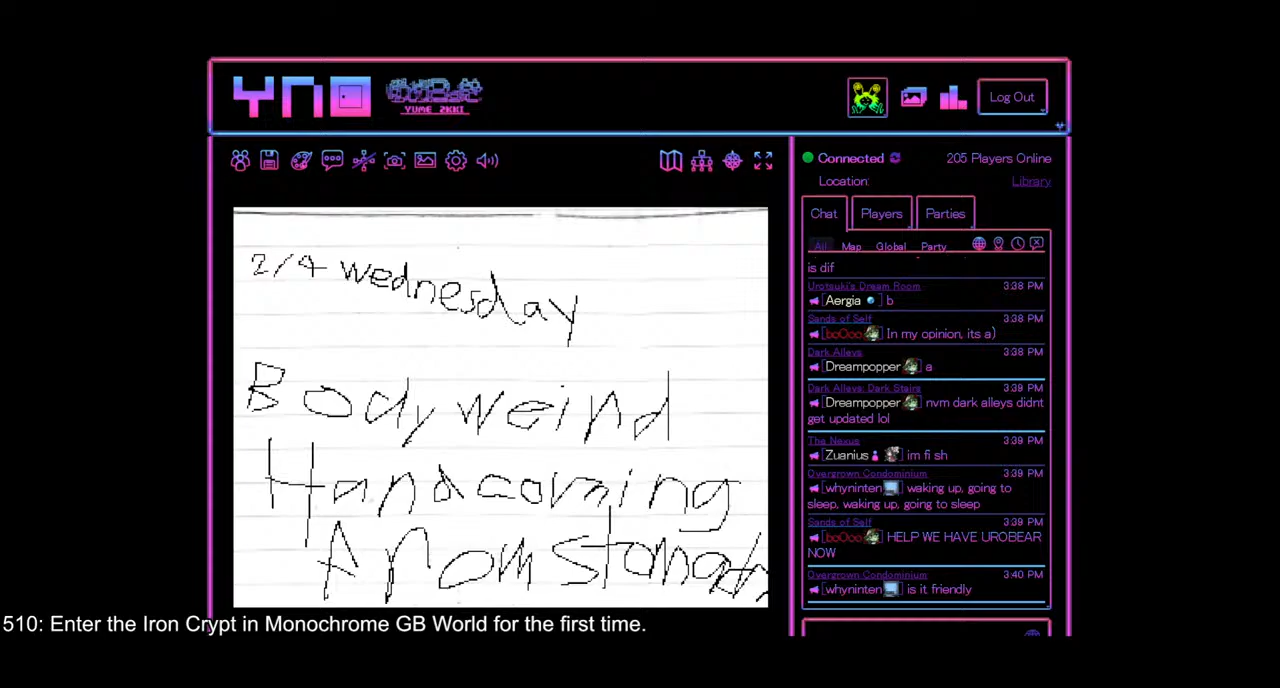 YNO
YUME 2KKI
Log Out
Connected
205 Players Online
Location:
Library
Chat
Players
Parties
All
Map
Global
Party
is dif
Urotsuki's Dream Room 3:38 PM
[Aergia] b
Sands of Self 3:38 PM
[boOoo] In my opinion, its a)
Dark Alleys 3:38 PM
[Dreampopper] a
Dark Alleys: Dark Stairs 3:39 PM
[Dreampopper] nvm dark alleys didnt
get updated lol
The Nexus 3:39 PM
[Zuanius] im fi sh
Overgrown Condominium 3:39 PM
[whyninten] waking up, going to
sleep, waking up, going to sleep
Sands of Self 3:39 PM
[boOoo] HELP WE HAVE UROBEAR
NOW
Overgrown Condominium 3:40 PM
[whyninten] is it friendly
2/4 wednesday
Body weind
Hand coming
Arom stomach
510: Enter the Iron Crypt in Monochrome GB World for the first time.